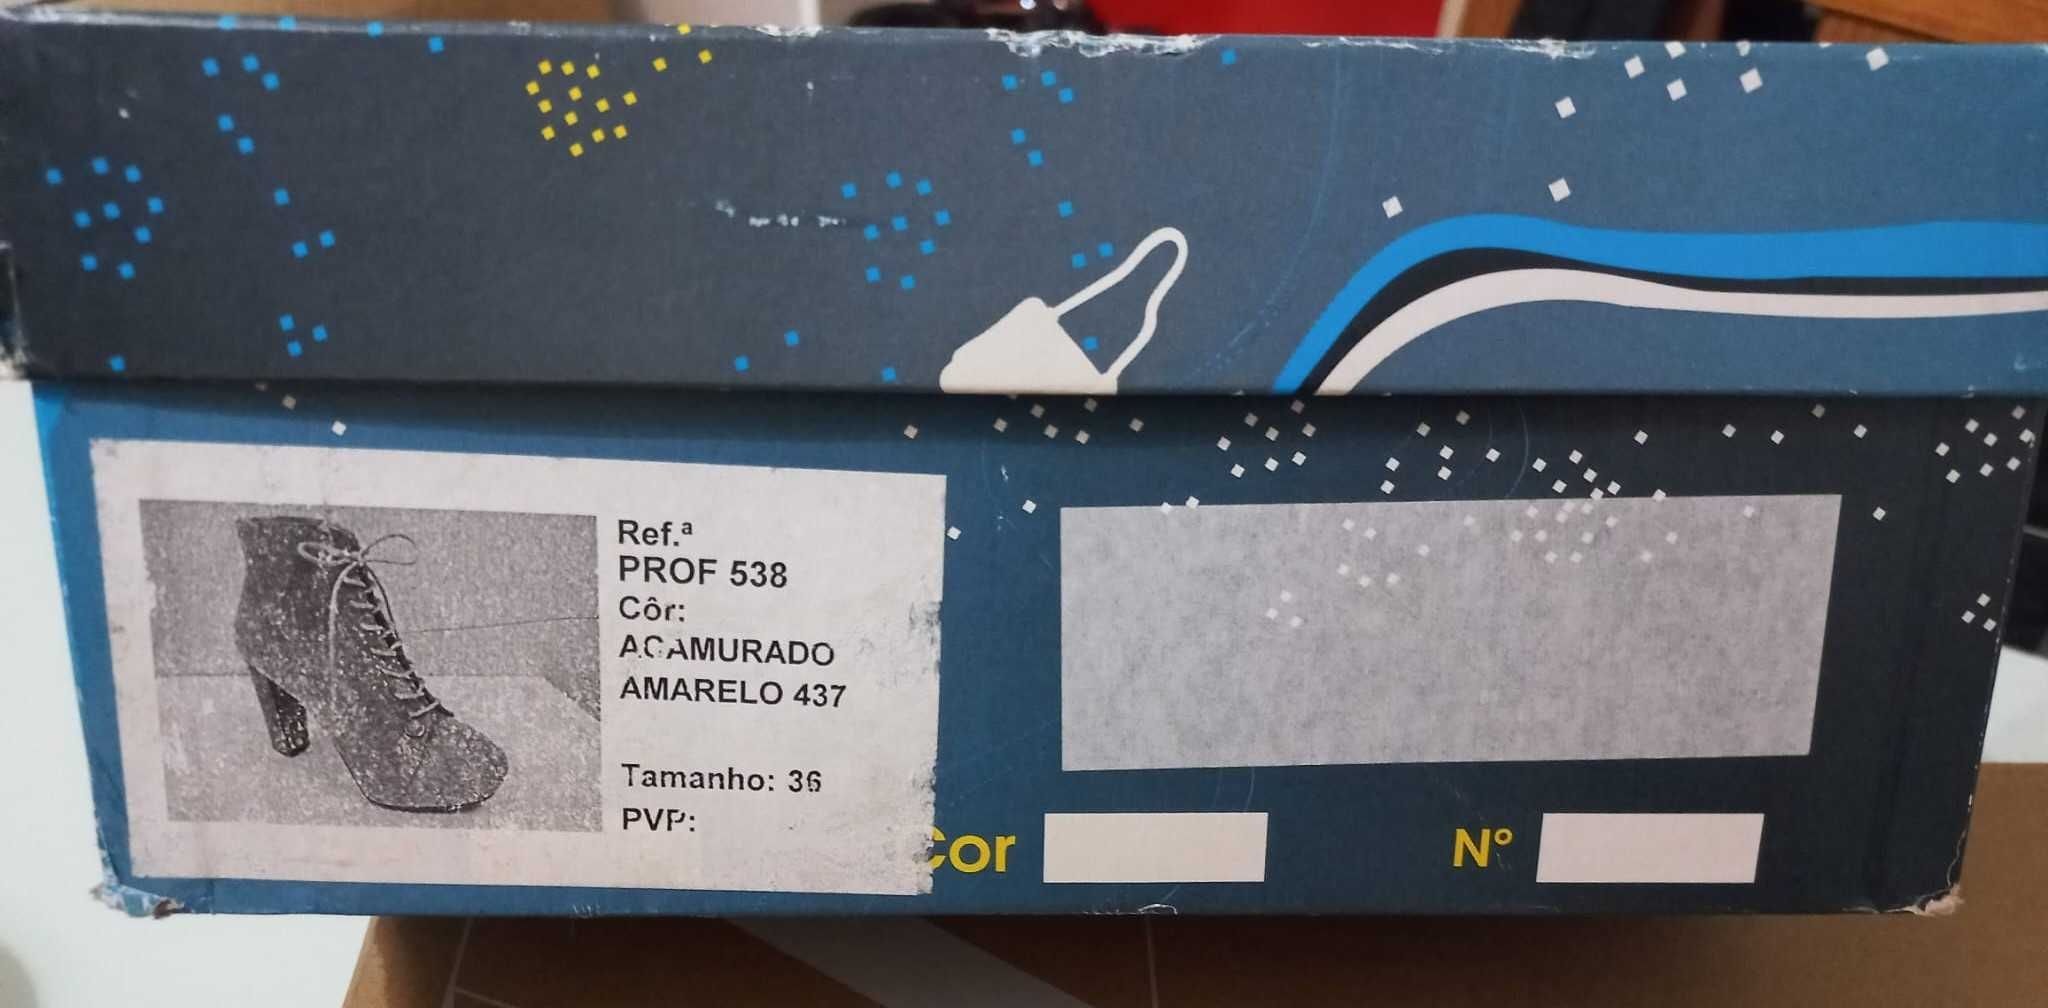 Ref.ª
PROF 538
Côr:
ACAMURADO
AMARELO 437
Tamanho: 36
PVP:
Cor
Nº